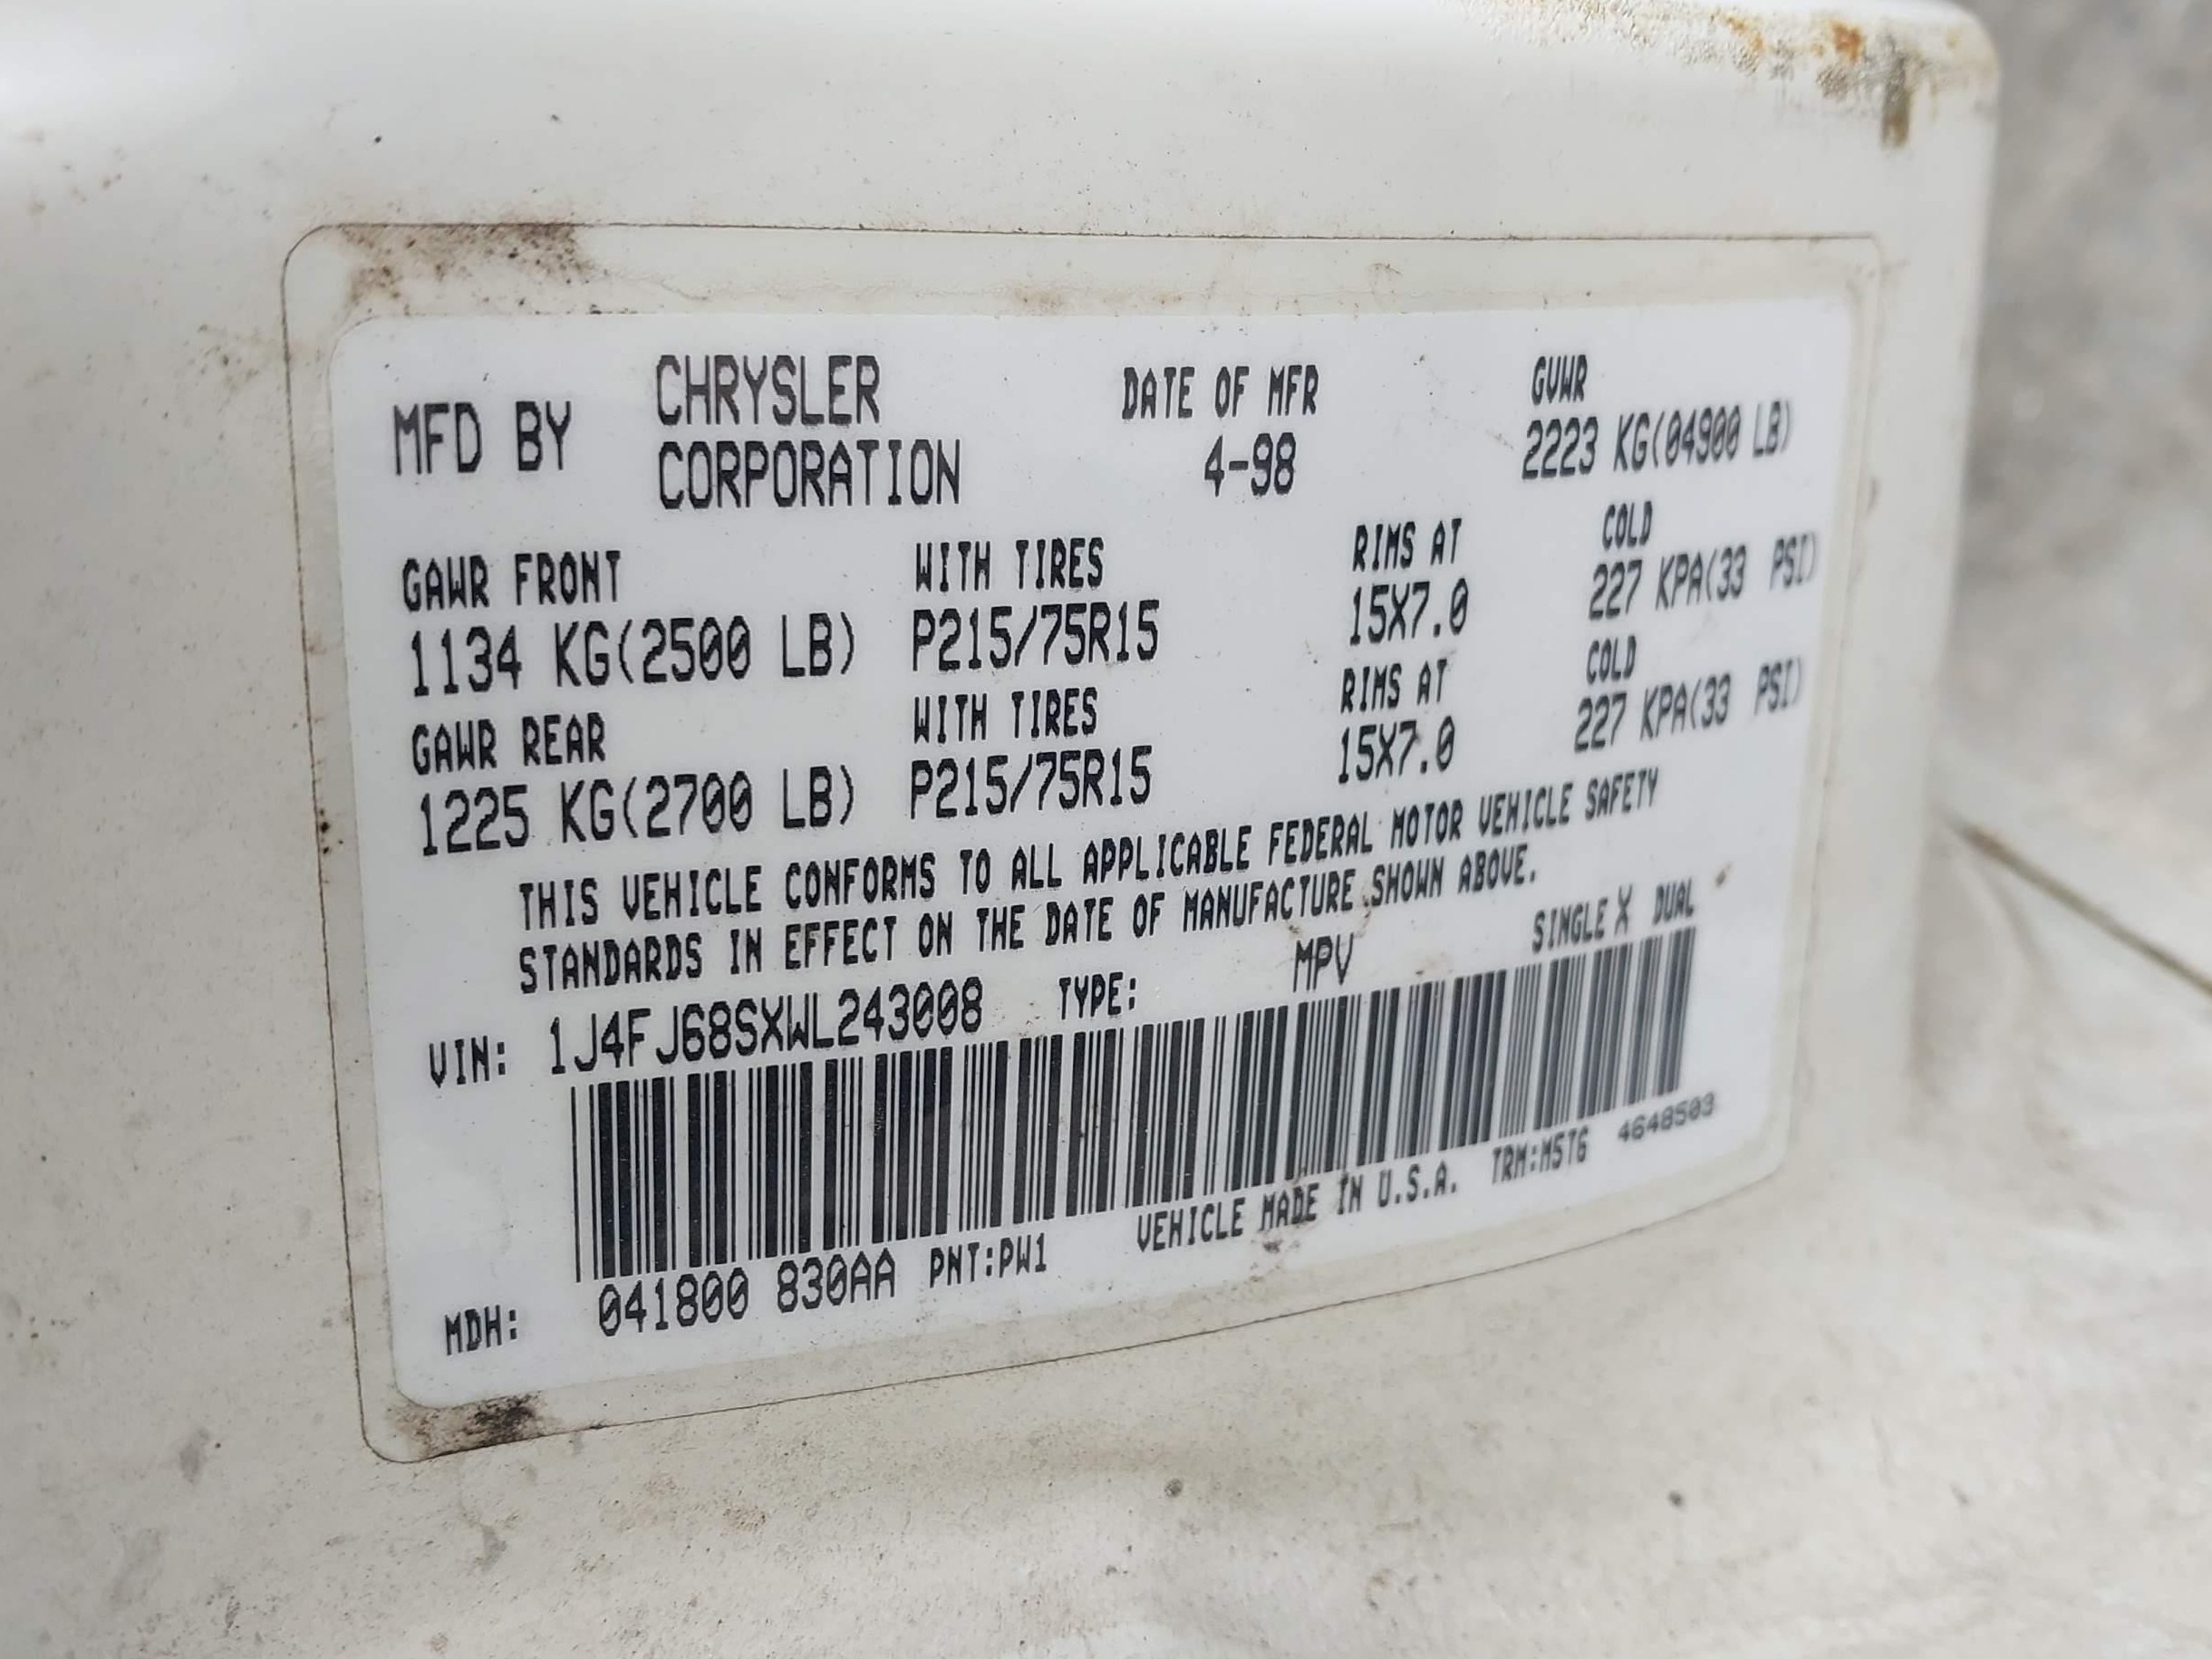 MFD BY CHRYSLER CORPORATION
DATE OF MFR
4-98
GVWR
2223 KG(04900 LB)
GAWR FRONT WITH TIRES RIMS AT COLD
1134 KG(2500 LB) P215/75R15 15X7.0 227 KPA(33 PSI)
GAWR REAR WITH TIRES RIMS AT COLD
1225 KG(2700 LB) P215/75R15 15X7.0 227 KPA(33 PSI)
THIS VEHICLE CONFORMS TO ALL APPLICABLE FEDERAL MOTOR VEHICLE SAFETY
STANDARDS IN EFFECT ON THE DATE OF MANUFACTURE SHOWN ABOVE.
VIN: 1J4FJ68SXWL243008 TYPE: MPV SINGLE X DUAL
MDH: 041800 830AA PNT:PW1 VEHICLE MADE IN U.S.A. TRM:M5TG 4648503